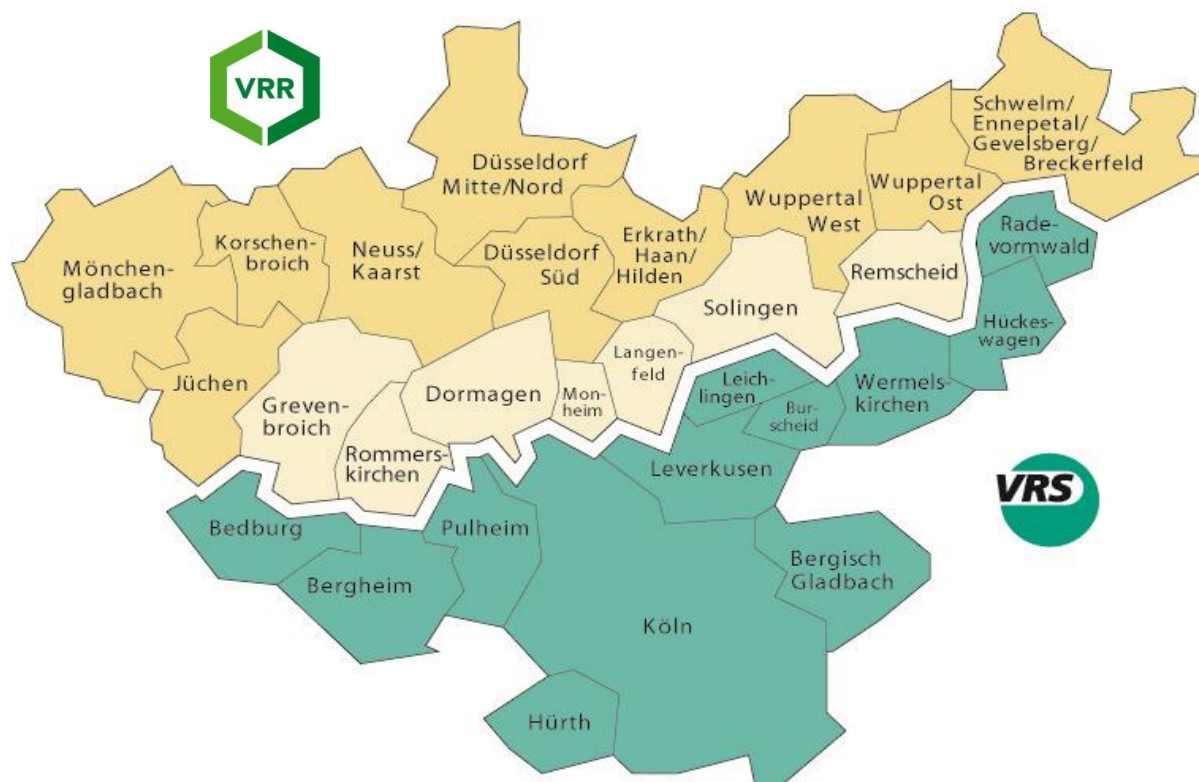 VRR
Schwelm/
Ennepetal/
Gevelsberg/
Breckerfeld
Düsseldorf
Mitte/Nord
Wuppertal
West
Wuppertal
Ost
Korschen-
broich
Neuss/
Kaarst
Düsseldorf
Süd
Erkrath/
Haan/
Hilden
Rade-
vormwald
Mönchen-
gladbach
Remscheid
Solingen
Hückes-
wagen
Jüchen
Grevenbroich
Dormagen
Mon-
heim
Langen-
feld
Leich-
lingen
Bur-
scheid
Wermels-
kirchen
Rommers-
kirchen
Leverkusen
VRS
Bedburg
Pulheim
Bergheim
Bergisch
Gladbach
Köln
Hürth